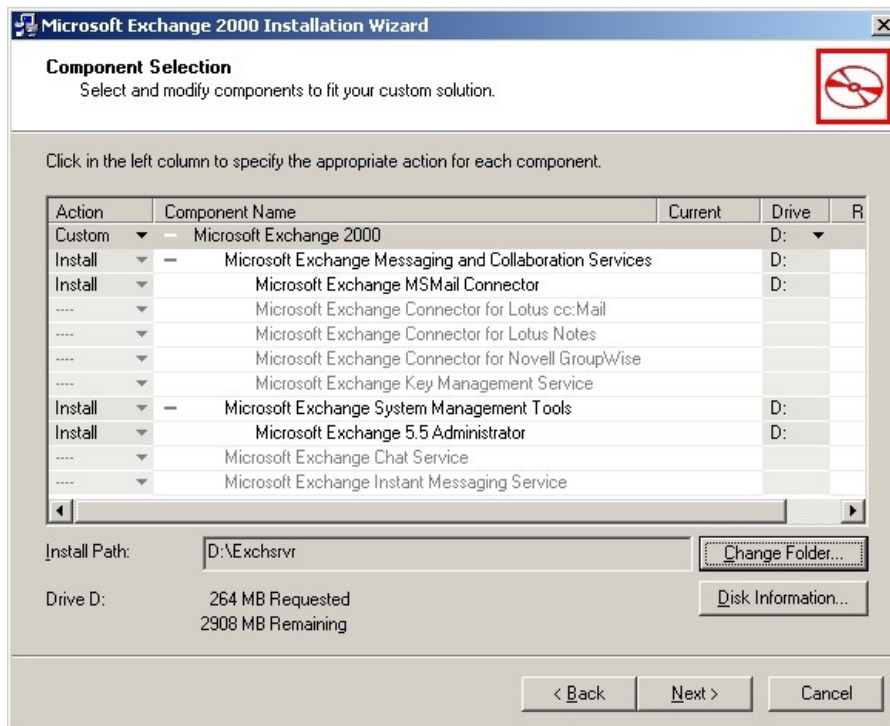 Microsoft Exchange 2000 Installation Wizard
Component Selection
Select and modify components to fit your custom solution.
Click in the left column to specify the appropriate action for each component.
Action Component Name Current Drive R
Custom Microsoft Exchange 2000 D:
Install Microsoft Exchange Messaging and Collaboration Services D:
Install Microsoft Exchange MSMail Connector D:
---- Microsoft Exchange Connector for Lotus cc:Mail
---- Microsoft Exchange Connector for Lotus Notes
---- Microsoft Exchange Connector for Novell GroupWise
---- Microsoft Exchange Key Management Service
Install Microsoft Exchange System Management Tools D:
Install Microsoft Exchange 5.5 Administrator D:
---- Microsoft Exchange Chat Service
---- Microsoft Exchange Instant Messaging Service
Install Path: D:\Exchsrvr Change Folder...
Drive D: 264 MB Requested Disk Information...
2908 MB Remaining
< Back Next > Cancel